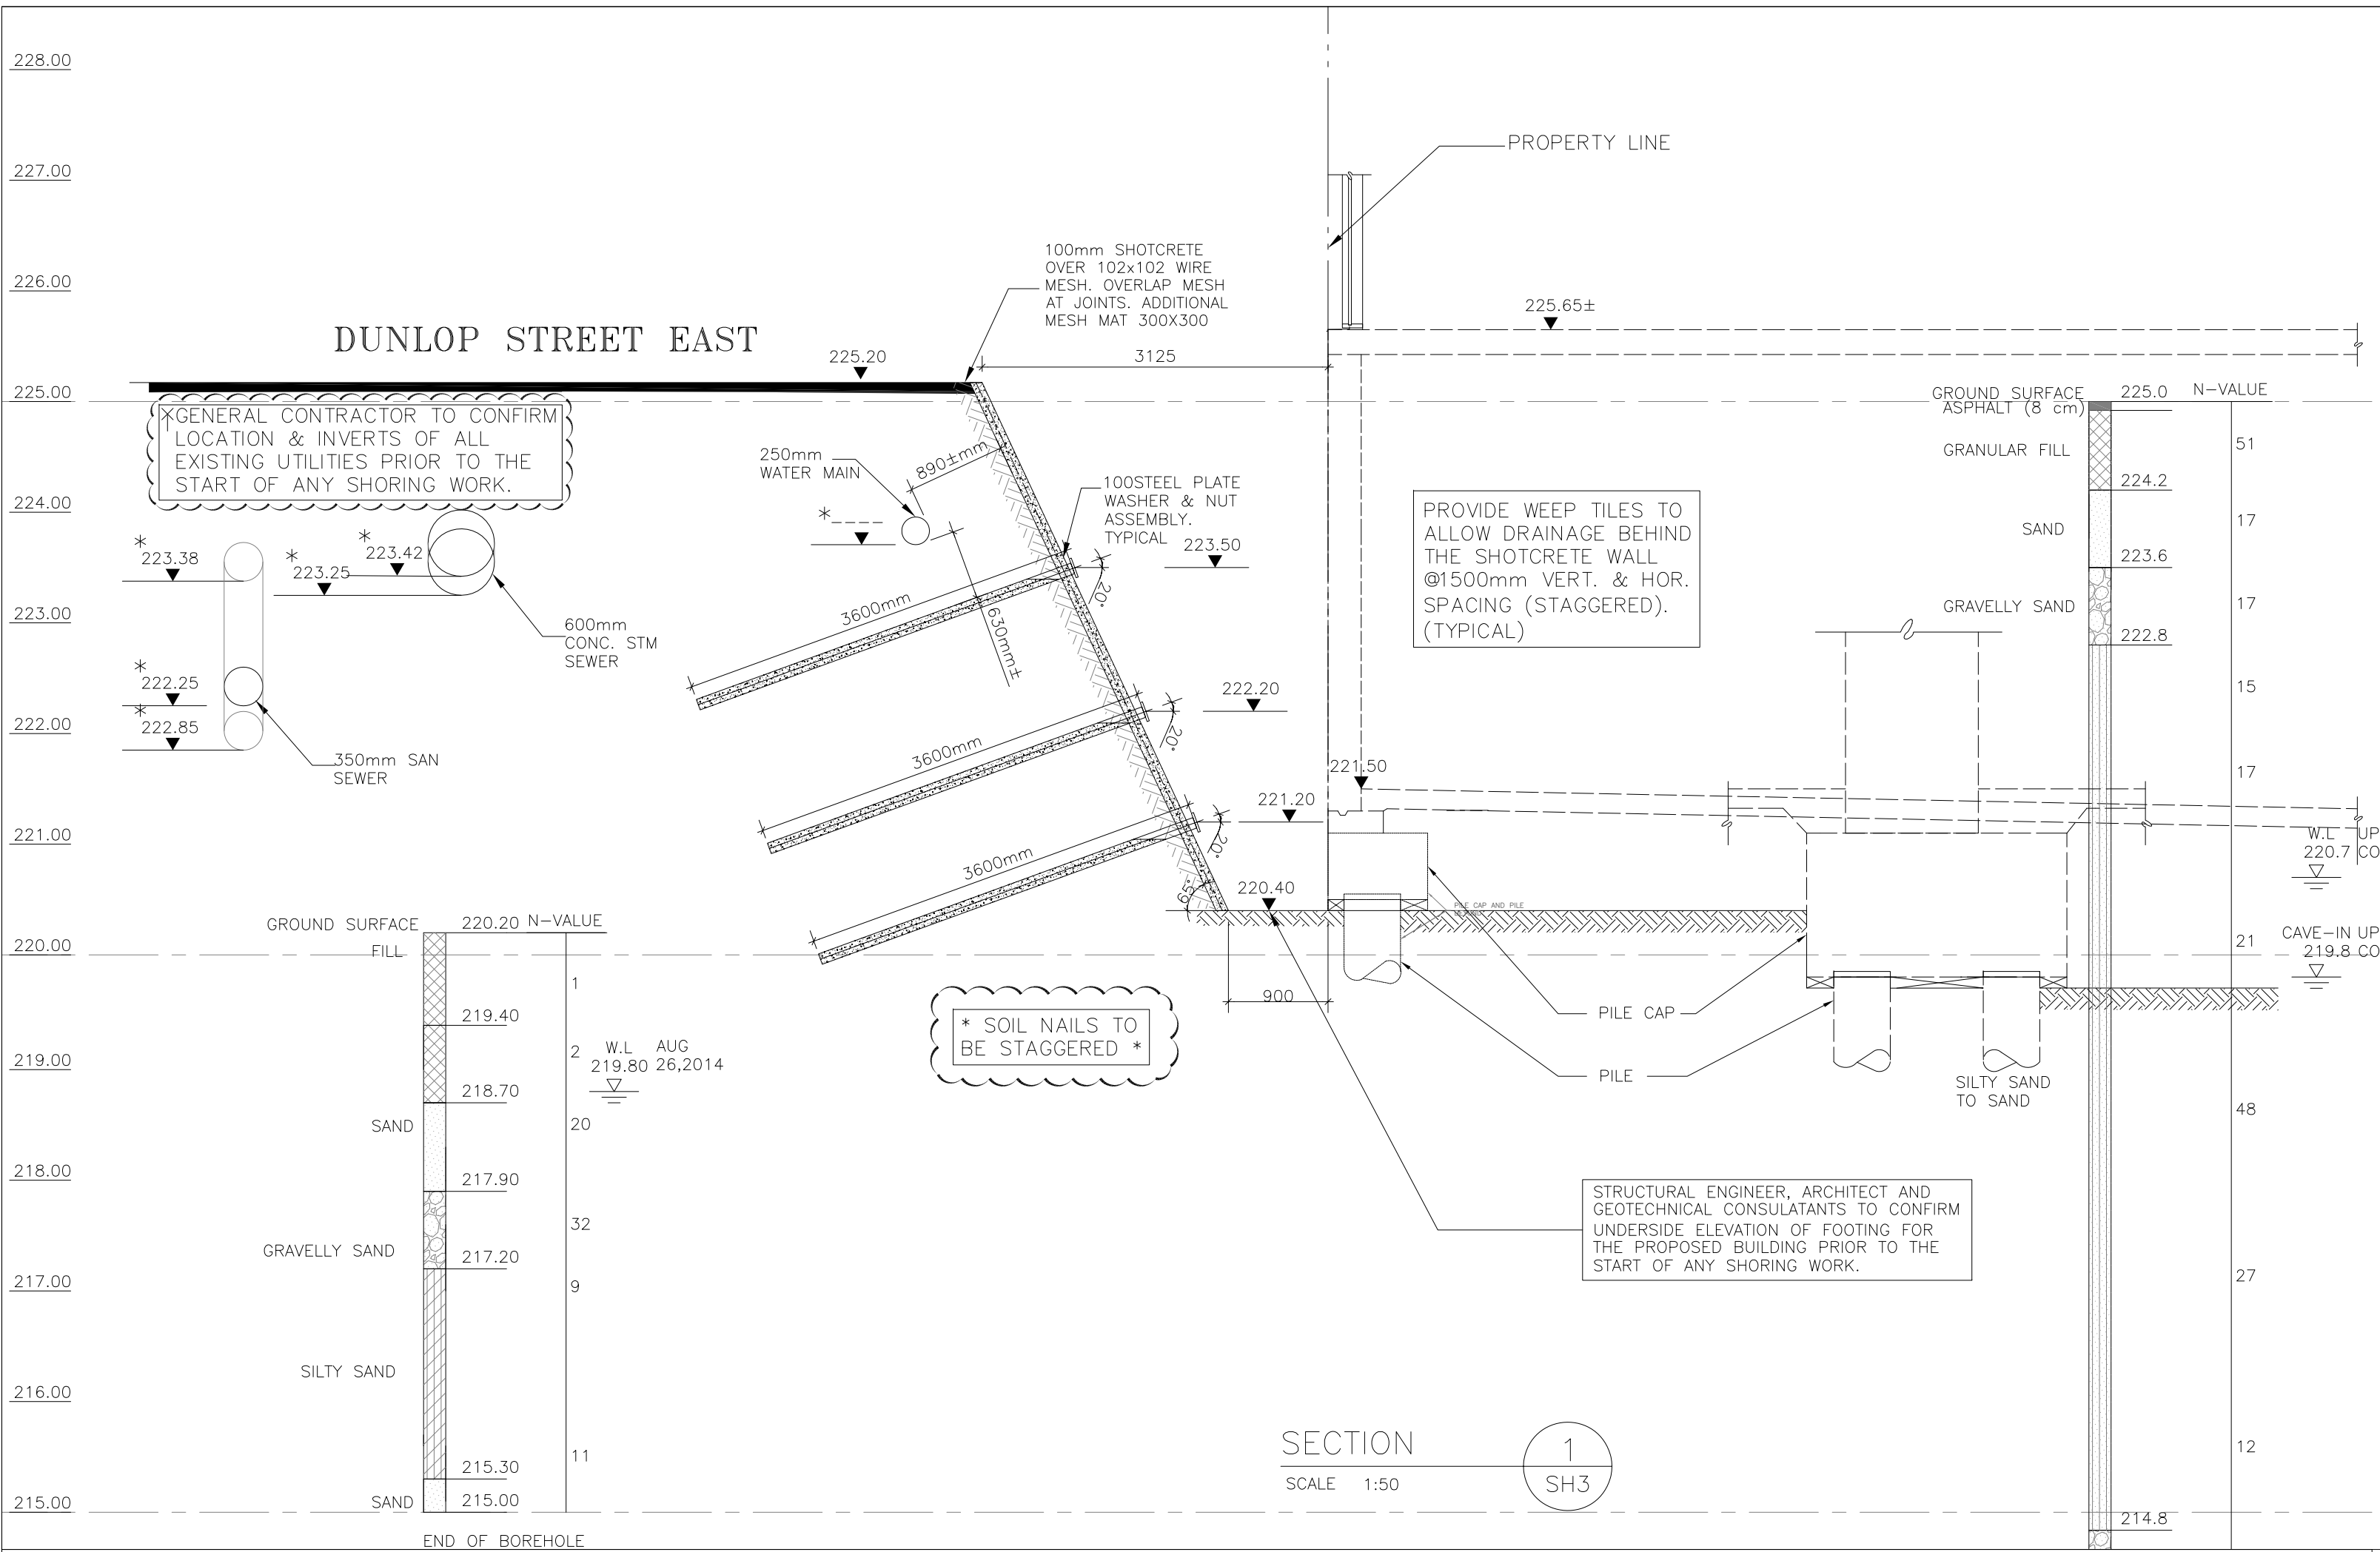 228.00
227.00
226.00
225.00
224.00
223.00
222.00
221.00
220.00
219.00
218.00
217.00
216.00
215.00
DUNLOP STREET EAST
225.20
*GENERAL CONTRACTOR TO CONFIRM
LOCATION & INVERTS OF ALL
EXISTING UTILITIES PRIOR TO THE
START OF ANY SHORING WORK.
*
223.38
*
223.25
*
223.42
*
222.25
*
222.85
600mm
CONC. STM
SEWER
350mm SAN
SEWER
250mm
WATER MAIN
*____
890±mm
630mm±
100mm SHOTCRETE
OVER 102x102 WIRE
MESH. OVERLAP MESH
AT JOINTS. ADDITIONAL
MESH MAT 300X300
3125
100STEEL PLATE
WASHER & NUT
ASSEMBLY.
TYPICAL
223.50
20°
3600mm
222.20
20°
3600mm
221.20
20°
3600mm
65°
220.40
900
PROPERTY LINE
225.65±
PROVIDE WEEP TILES TO
ALLOW DRAINAGE BEHIND
THE SHOTCRETE WALL
@1500mm VERT. & HOR.
SPACING (STAGGERED).
(TYPICAL)
221.50
PILE CAP AND PILE
PILE CAP
PILE
* SOIL NAILS TO
BE STAGGERED *
STRUCTURAL ENGINEER, ARCHITECT AND
GEOTECHNICAL CONSULATANTS TO CONFIRM
UNDERSIDE ELEVATION OF FOOTING FOR
THE PROPOSED BUILDING PRIOR TO THE
START OF ANY SHORING WORK.
GROUND SURFACE 220.20 N-VALUE
FILL
1
219.40
2
W.L AUG
219.80 26,2014
218.70
SAND
20
217.90
32
GRAVELLY SAND
217.20
9
SILTY SAND
11
215.30
SAND
215.00
END OF BOREHOLE
GROUND SURFACE 225.0 N-VALUE
ASPHALT (8 cm)
51
GRANULAR FILL
224.2
17
SAND
223.6
GRAVELLY SAND
17
222.8
15
17
W.L UP
220.7 CO
21
CAVE-IN UP
219.8 CO
SILTY SAND
TO SAND
48
27
12
214.8
SECTION
SCALE 1:50
1
SH3